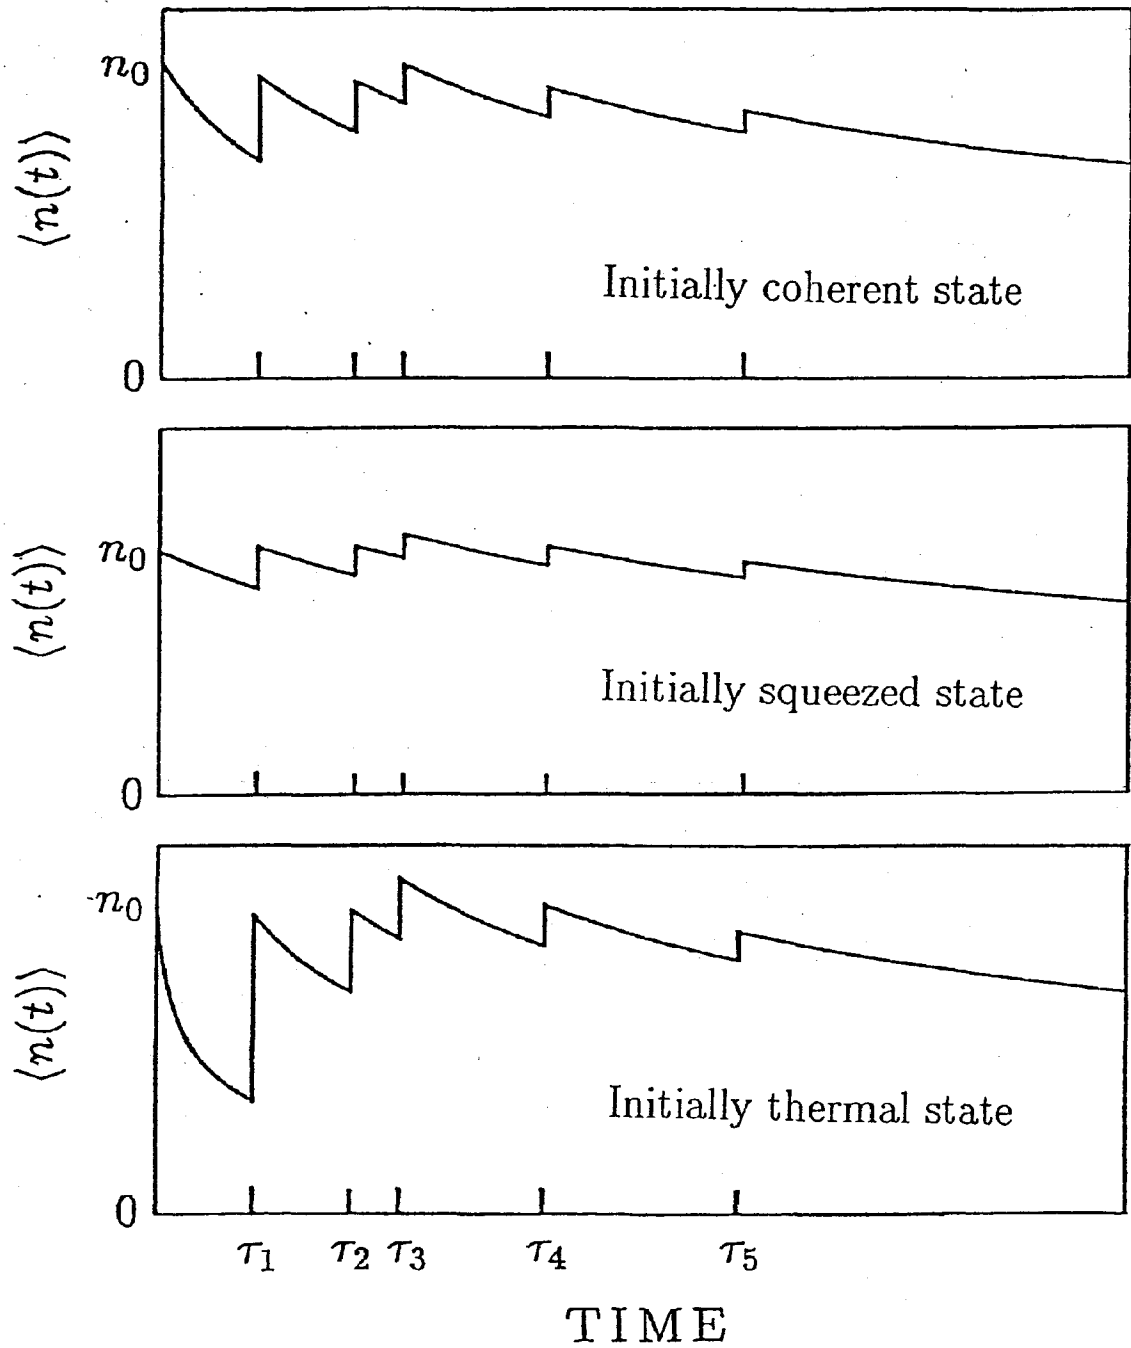 n₀
⟨n(t)⟩
Initially coherent state
0
n₀
⟨n(t)⟩
Initially squeezed state
0
n₀
⟨n(t)⟩
Initially thermal state
0
τ₁ τ₂ τ₃ τ₄ τ₅
TIME